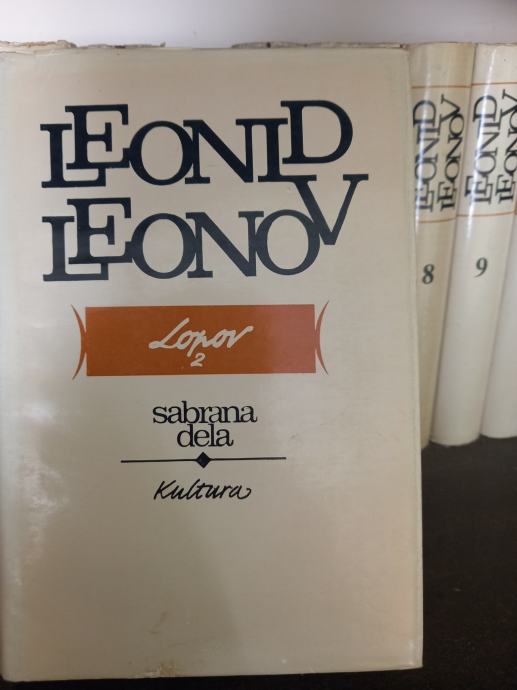 LEONID
LEONOV
Lopov
2
sabrana
dela
Kultura
LEONID
LEONOV
8
LEONID
LEONOV
9